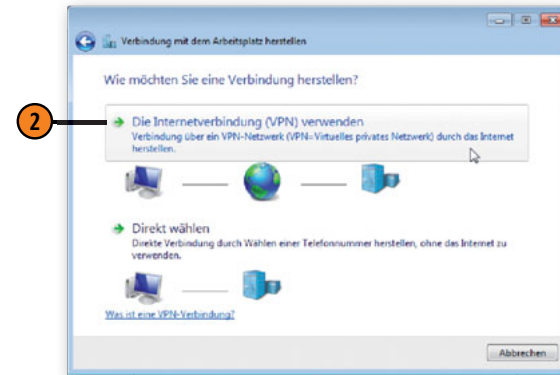 Verbindung mit dem Arbeitsplatz herstellen
Wie möchten Sie eine Verbindung herstellen?
2
Die Internetverbindung (VPN) verwenden
Verbindung über ein VPN-Netzwerk (VPN=Virtuelles privates Netzwerk) durch das Internet
herstellen.
Direkt wählen
Direkte Verbindung durch Wählen einer Telefonnummer herstellen, ohne das Internet zu
verwenden.
Was ist eine VPN-Verbindung?
Abbrechen